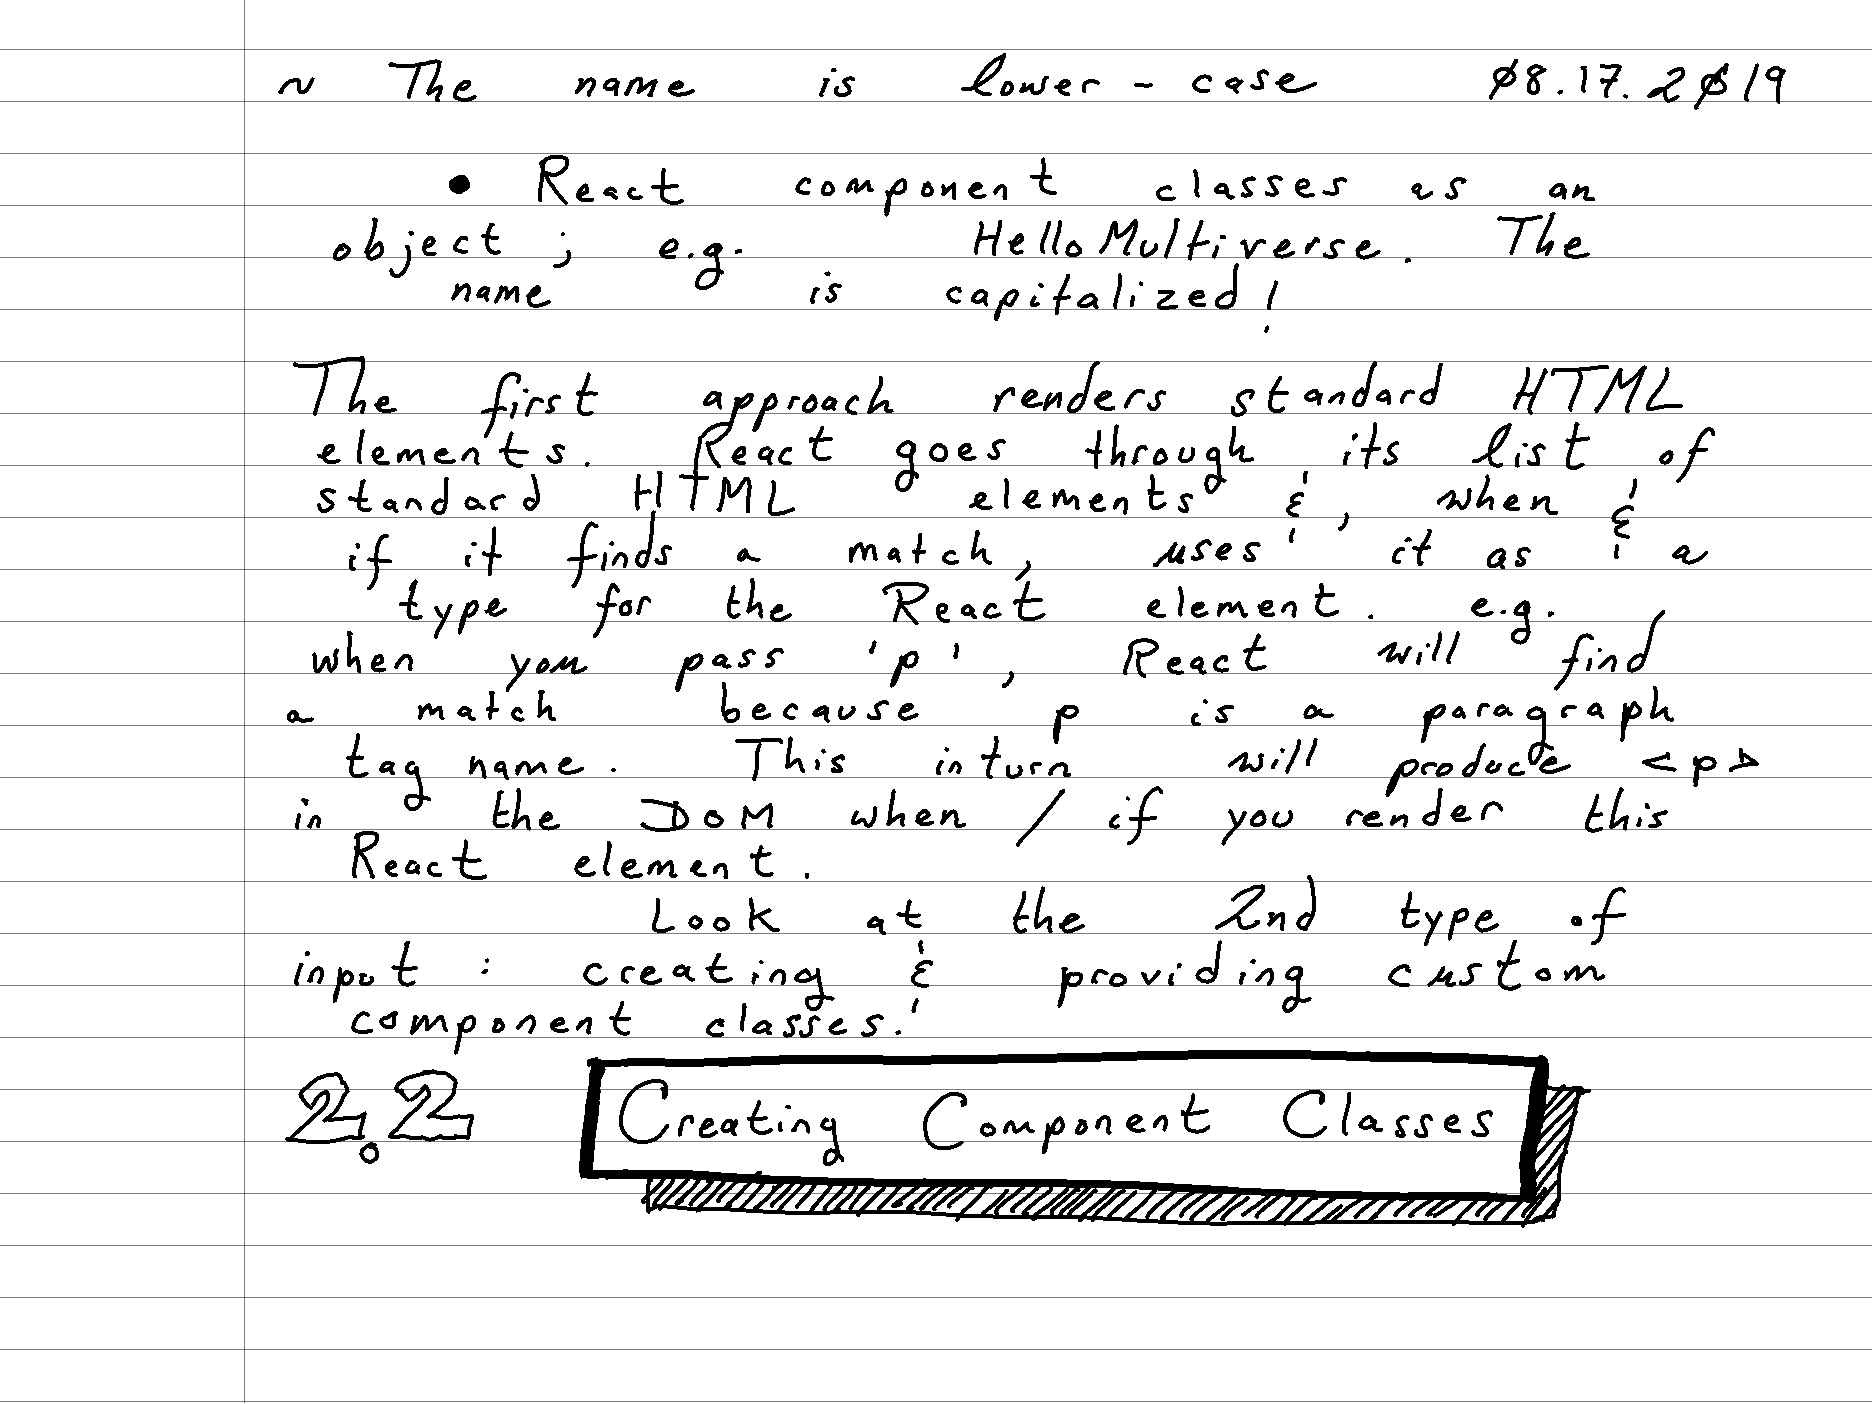 ~ The name is lower - case 08.17.2019
• React component classes as an
object ; e.g. HelloMultiverse. The
name is capitalized!
The first approach renders standard HTML
elements. React goes through its list of
standard HTML elements &, when &
if it finds a match, uses it as a
type for the React element. e.g.
when you pass 'p', React will find
a match because p is a paragraph
tag name. This inturn will produce <p>
in the DOM when / if you render this
React element.
Look at the 2nd type of
input : creating & providing custom
component classes.
2.2 Creating Component Classes